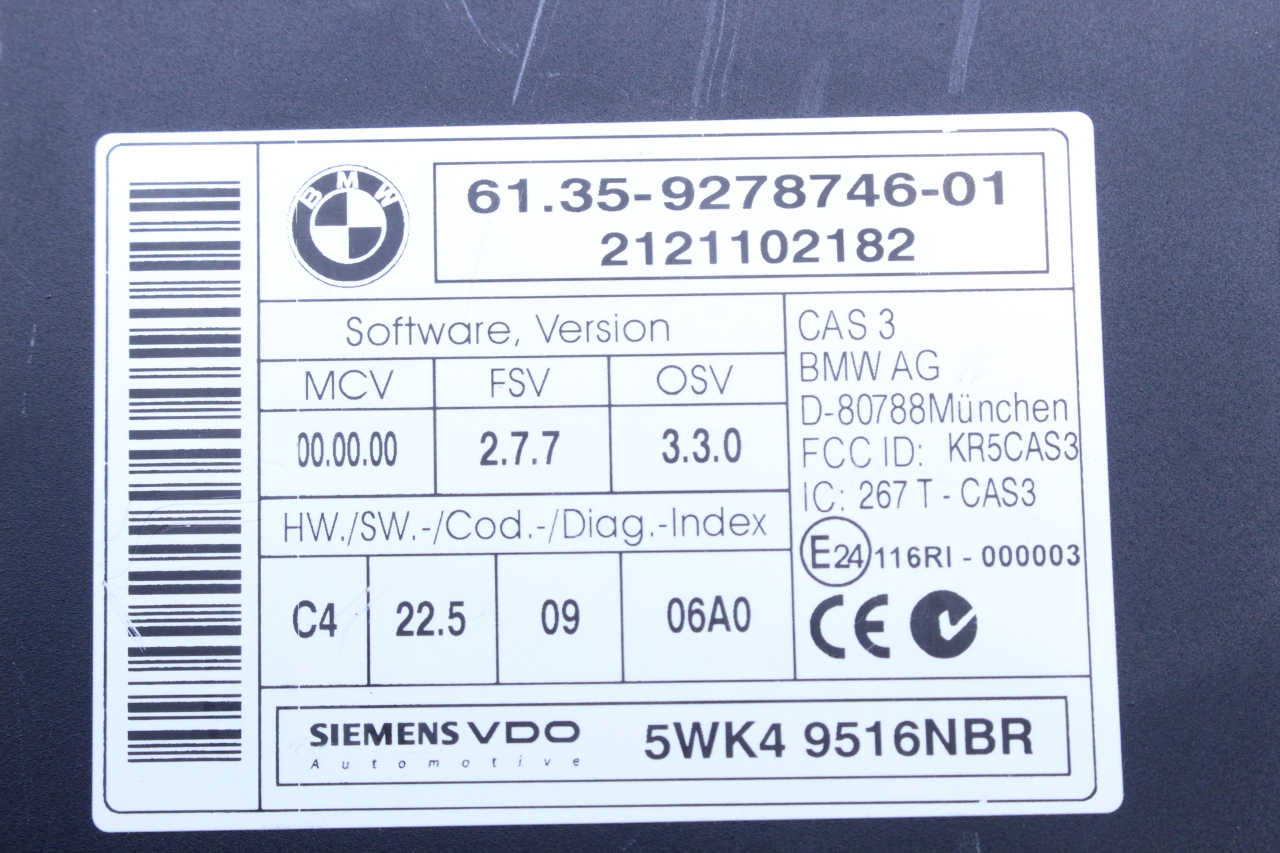 BMW
61.35-9278746-01
2121102182
Software, Version
MCV FSV OSV
00.00.00 2.7.7 3.3.0
HW./SW.-/Cod.-/Diag.-Index
C4 22.5 09 06A0
CAS 3
BMW AG
D-80788München
FCC ID: KR5CAS3
IC: 267 T - CAS3
E24 116RI - 000003
CE
SIEMENS VDO
Automotive
5WK4 9516NBR